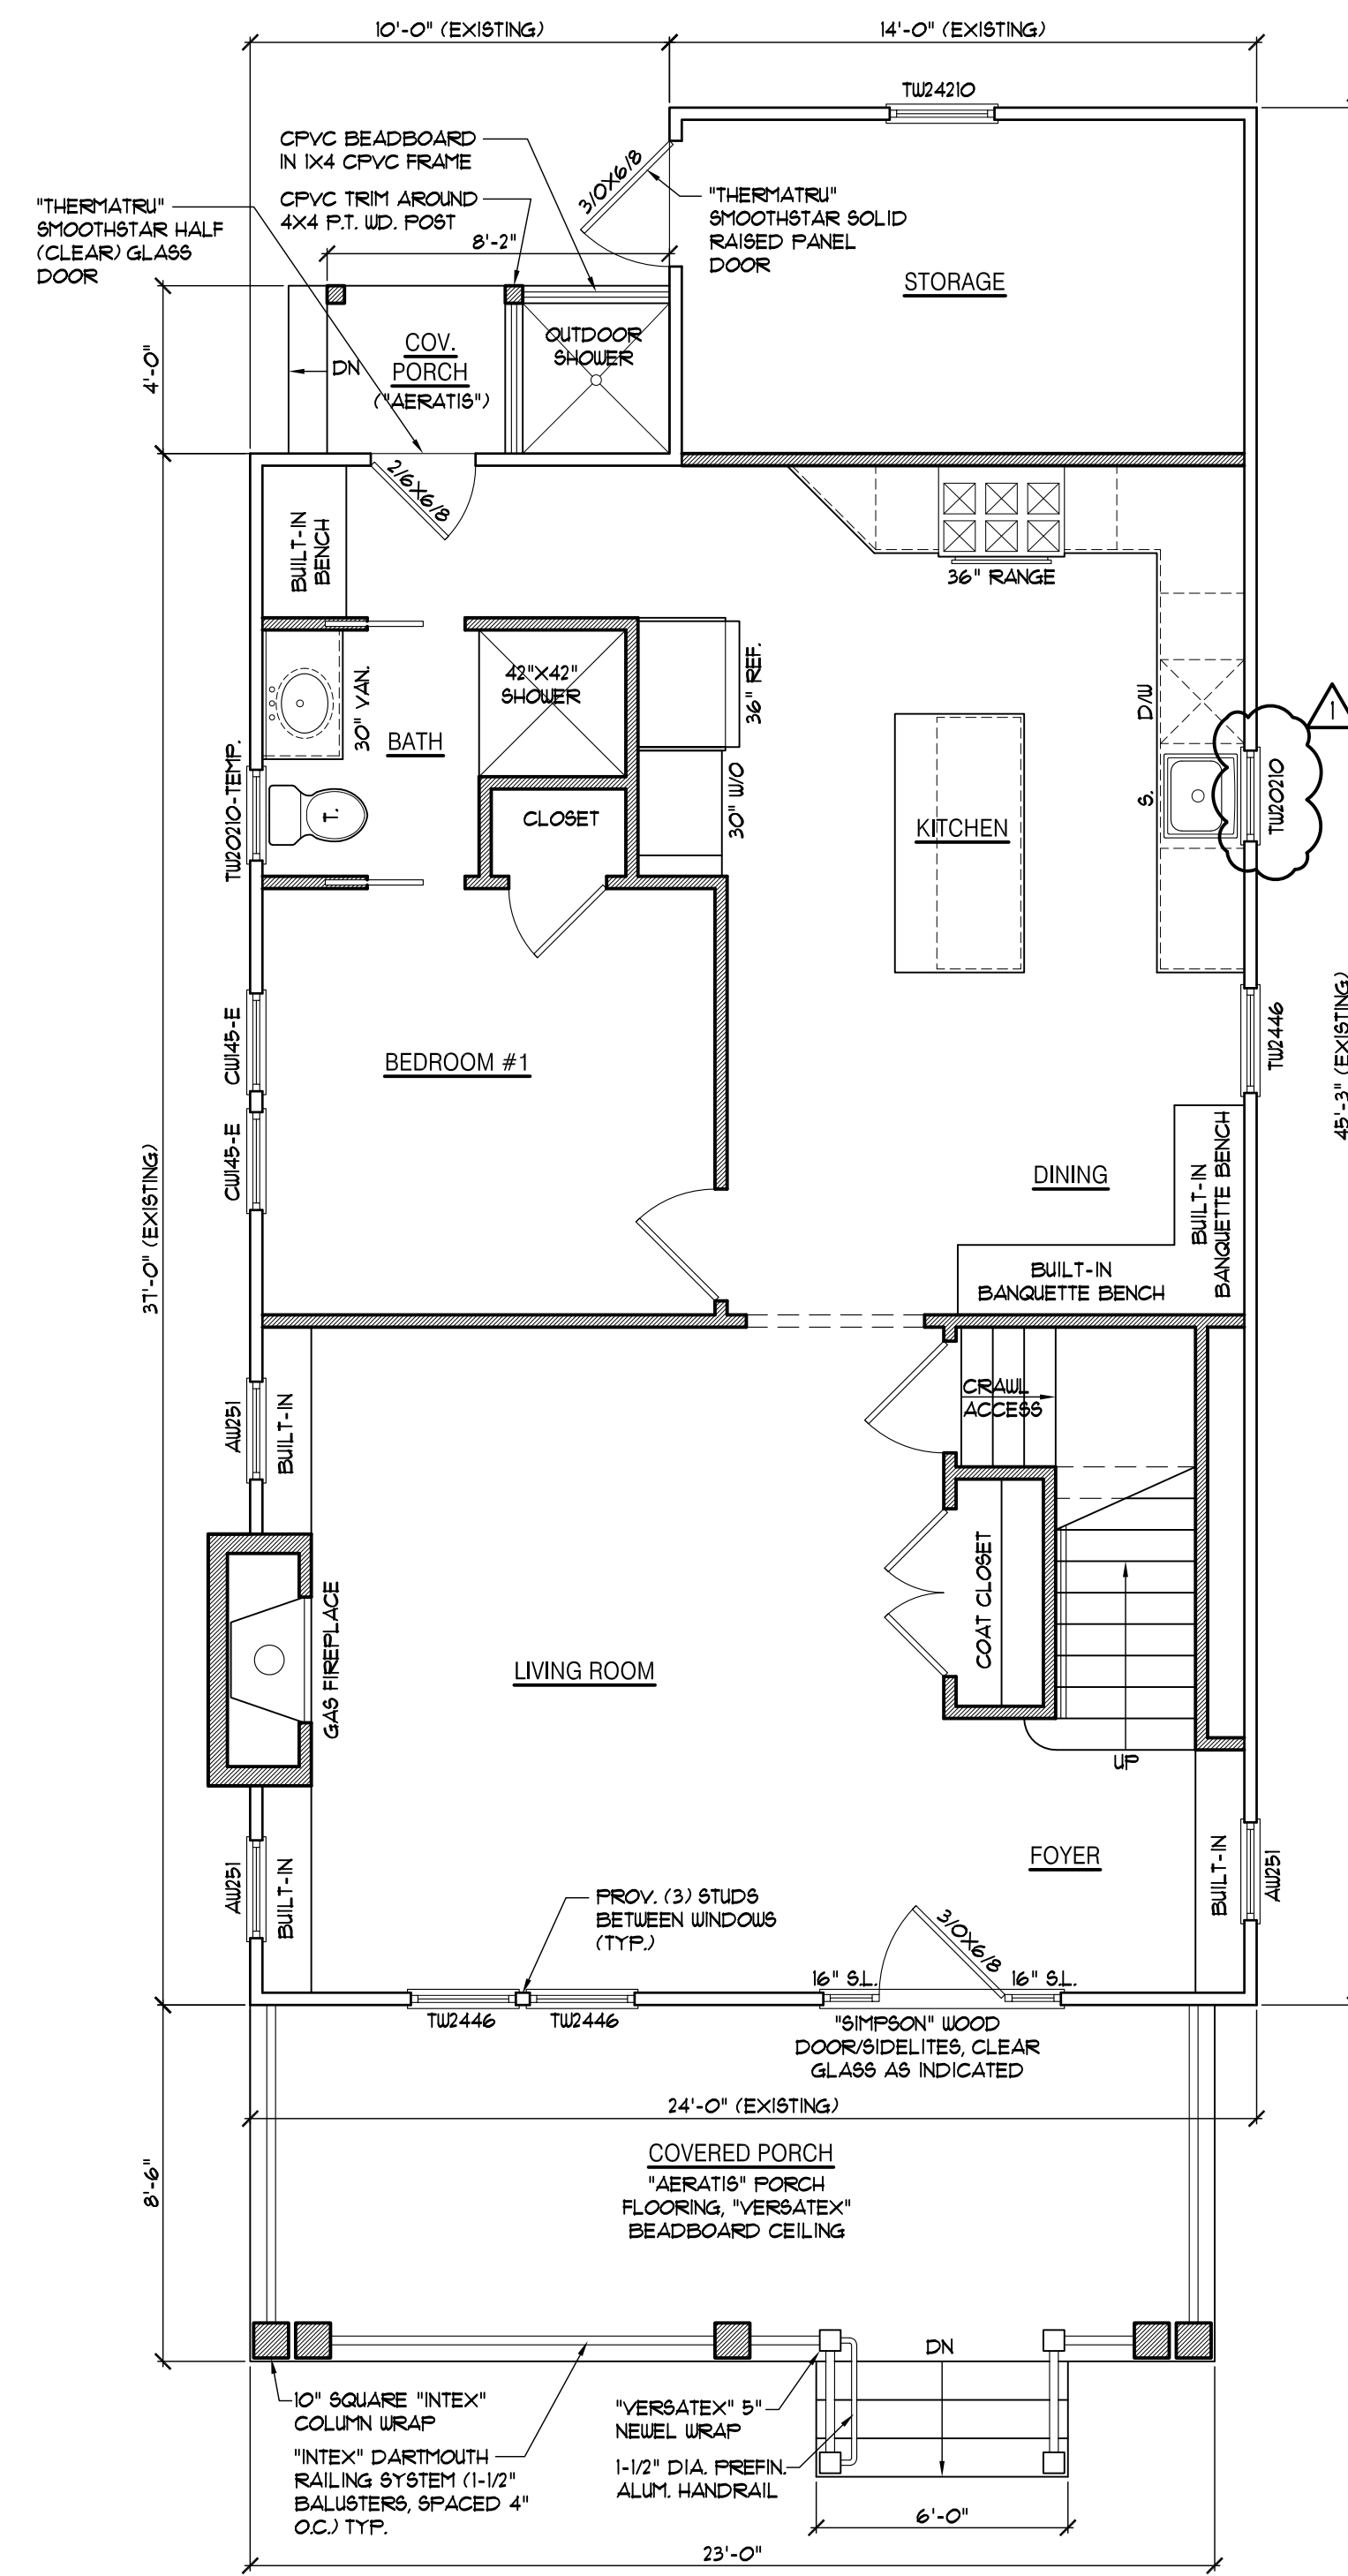 10'-0" (EXISTING)
14'-0" (EXISTING)
TW24210
CPVC BEADBOARD
IN 1X4 CPVC FRAME
CPVC TRIM AROUND
4X4 P.T. WD. POST
"THERMATRU"
SMOOTHSTAR HALF
(CLEAR) GLASS
DOOR
8'-2"
3/0X6/8
"THERMATRU"
SMOOTHSTAR SOLID
RAISED PANEL
DOOR
STORAGE
4'-0"
DN
COV.
PORCH
("AERATIS")
OUTDOOR
SHOWER
2/6X6/8
BUILT-IN
BENCH
36" RANGE
42"X42"
SHOWER
36" REF.
30" VAN.
BATH
D/W
1
TW20210-TEMP.
T.
CLOSET
30" W/O
KITCHEN
S.
TW20210
CW145-E
BEDROOM #1
TW2446
45'-3" (EXISTING)
CW145-E
37'-0" (EXISTING)
DINING
BUILT-IN
BANQUETTE BENCH
BUILT-IN
BANQUETTE BENCH
AW251
BUILT-IN
CRAWL
ACCESS
COAT CLOSET
GAS FIREPLACE
LIVING ROOM
UP
FOYER
AW251
BUILT-IN
BUILT-IN
AW251
PROV. (3) STUDS
BETWEEN WINDOWS
(TYP.)
3/0X6/8
16" S.L.
16" S.L.
TW2446
TW2446
"SIMPSON" WOOD
DOOR/SIDELITES, CLEAR
GLASS AS INDICATED
24'-0" (EXISTING)
8'-6"
COVERED PORCH
"AERATIS" PORCH
FLOORING, "VERSATEX"
BEADBOARD CEILING
DN
10" SQUARE "INTEX"
COLUMN WRAP
"INTEX" DARTMOUTH
RAILING SYSTEM (1-1/2"
BALUSTERS, SPACED 4"
O.C.) TYP.
"VERSATEX" 5"
NEWEL WRAP
1-1/2" DIA. PREFIN.
ALUM. HANDRAIL
6'-0"
23'-0"